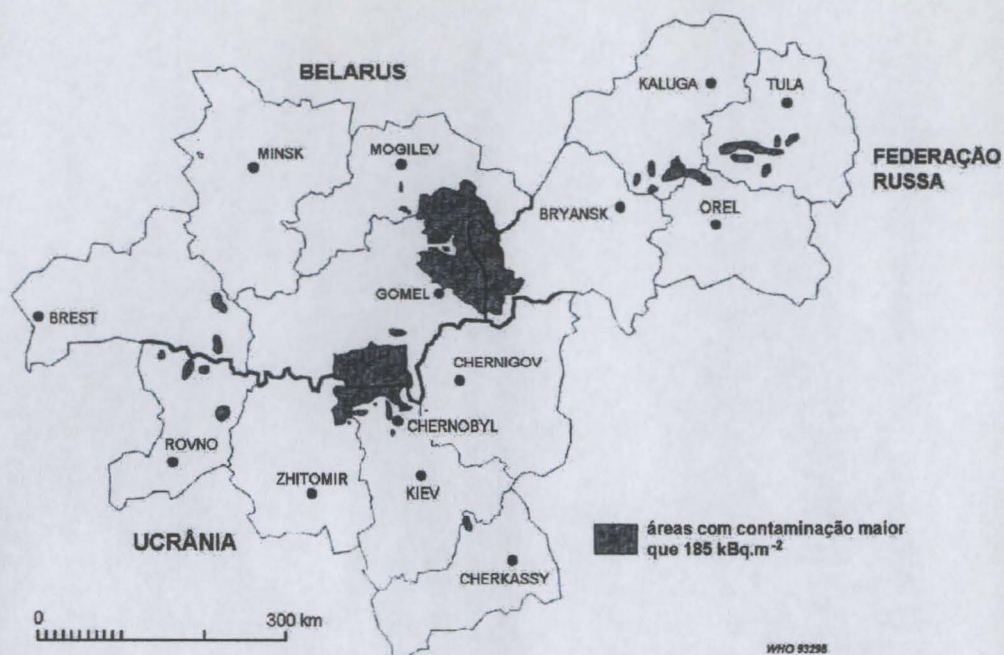 BELARUS
KALUGA
TULA
MINSK
MOGILEV
FEDERAÇÃO
RUSSA
BRYANSK
OREL
GOMEL
BREST
CHERNIGOV
CHERNOBYL
ROVNO
ZHITOMIR
KIEV
UCRÂNIA
áreas com contaminação maior
que 185 kBq.m⁻²
CHERKASSY
0 300 km
WHO 93298